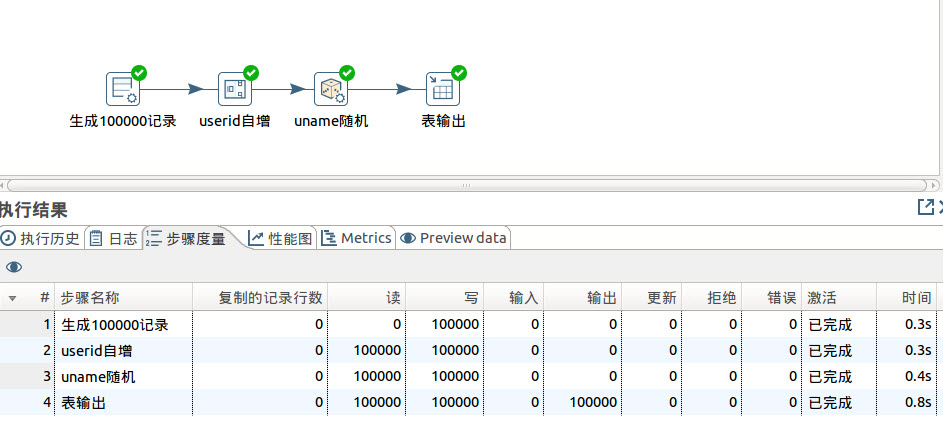 生成100000记录 userid自增 uname随机 表输出
执行结果
执行历史 日志 步骤度量 性能图 Metrics Preview data
# 步骤名称 复制的记录行数 读 写 输入 输出 更新 拒绝 错误 激活 时间
1 生成100000记录 0 0 100000 0 0 0 0 0 已完成 0.3s
2 userid自增 0 100000 100000 0 0 0 0 0 已完成 0.3s
3 uname随机 0 100000 100000 0 0 0 0 0 已完成 0.4s
4 表输出 0 100000 100000 0 100000 0 0 0 已完成 0.8s